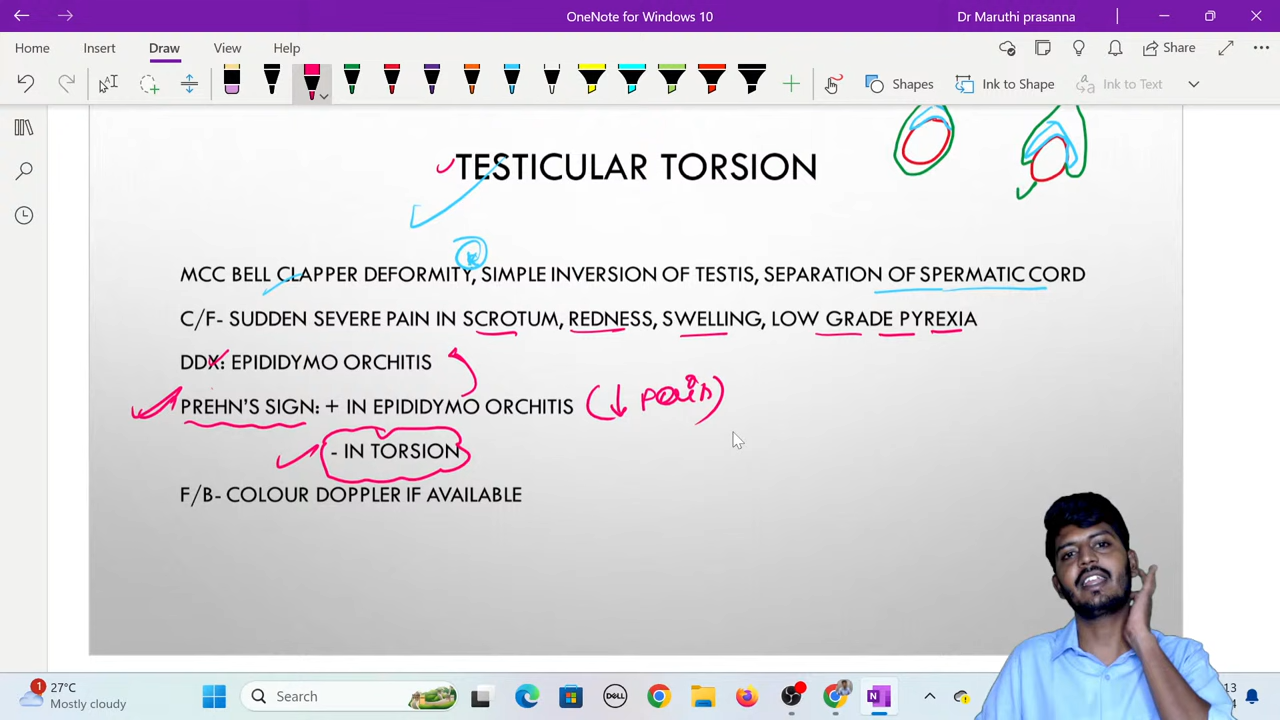 OneNote for Windows 10
Dr Maruthi prasanna
Home Insert Draw View Help
Share
Shapes Ink to Shape Ink to Text
TESTICULAR TORSION
MCC BELL CLAPPER DEFORMITY, SIMPLE INVERSION OF TESTIS, SEPARATION OF SPERMATIC CORD
C/F- SUDDEN SEVERE PAIN IN SCROTUM, REDNESS, SWELLING, LOW GRADE PYREXIA
DDX: EPIDIDYMO ORCHITIS
PREHN'S SIGN: + IN EPIDIDYMO ORCHITIS (↓ pain)
- IN TORSION
F/B- COLOUR DOPPLER IF AVAILABLE
1
27°C
Mostly cloudy
Search
DELL